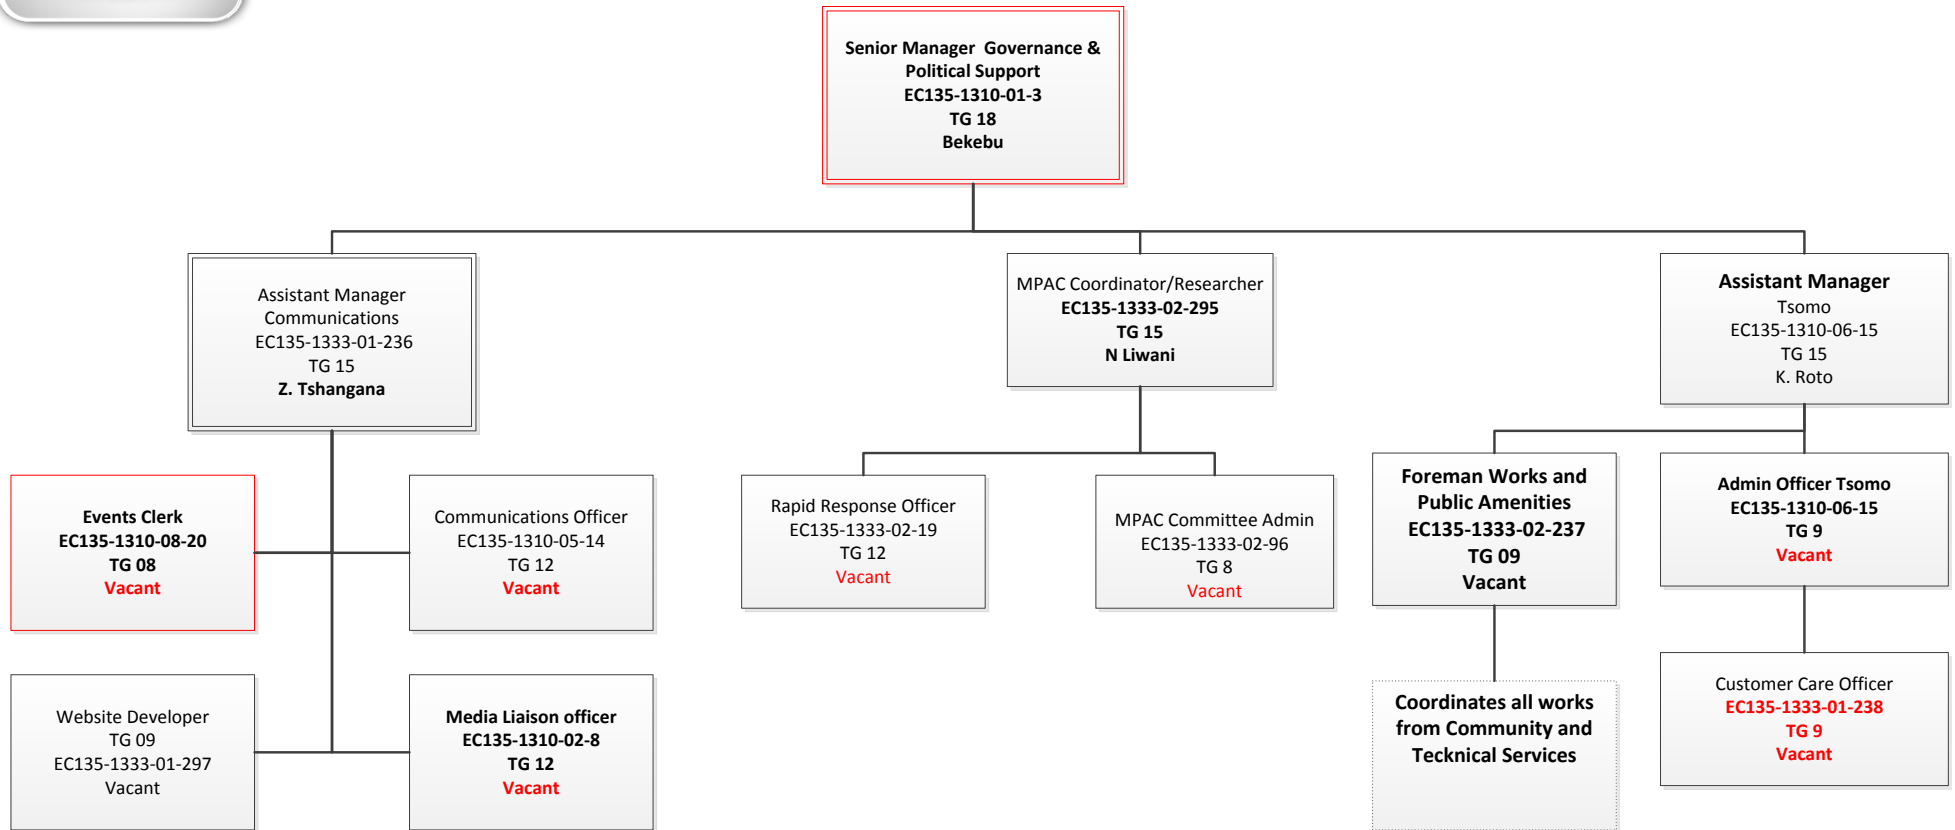 Senior Manager Governance &
Political Support
EC135-1310-01-3
TG 18
Bekebu
Assistant Manager
Communications
EC135-1333-01-236
TG 15
Z. Tshangana
MPAC Coordinator/Researcher
EC135-1333-02-295
TG 15
N Liwani
Assistant Manager
Tsomo
EC135-1310-06-15
TG 15
K. Roto
Events Clerk
EC135-1310-08-20
TG 08
Vacant
Communications Officer
EC135-1310-05-14
TG 12
Vacant
Rapid Response Officer
EC135-1333-02-19
TG 12
Vacant
MPAC Committee Admin
EC135-1333-02-96
TG 8
Vacant
Foreman Works and
Public Amenities
EC135-1333-02-237
TG 09
Vacant
Admin Officer Tsomo
EC135-1310-06-15
TG 9
Vacant
Website Developer
TG 09
EC135-1333-01-297
Vacant
Media Liaison officer
EC135-1310-02-8
TG 12
Vacant
Coordinates all works
from Community and
Tecknical Services
Customer Care Officer
EC135-1333-01-238
TG 9
Vacant